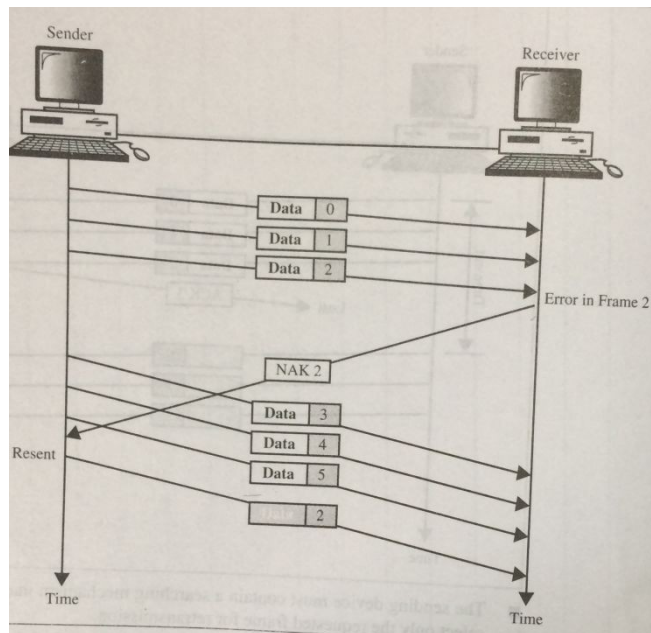 Sender
Receiver
Data 0
Data 1
Data 2
Error in Frame 2
NAK 2
Data 3
Data 4
Resent
Data 5
2
Time
Time